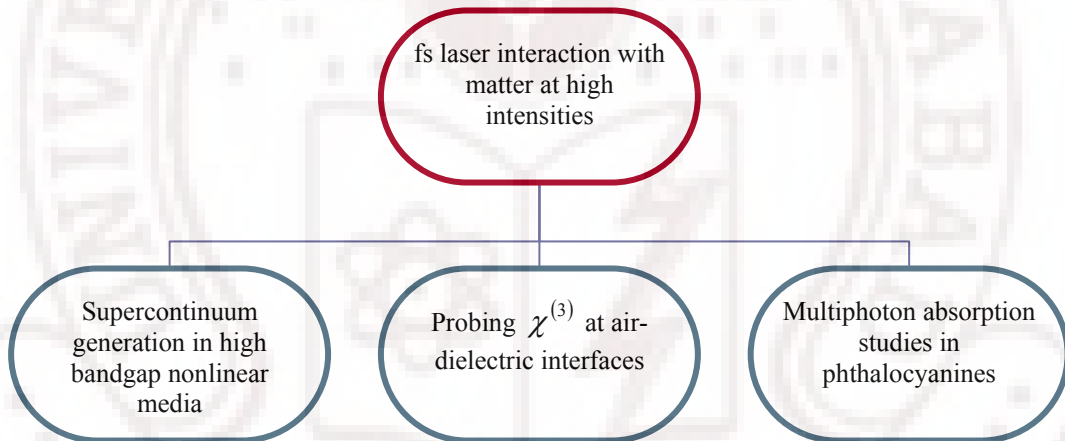 fs laser interaction with
matter at high
intensities
Supercontinuum
generation in high
bandgap nonlinear
media
Probing χ⁽³⁾ at air-
dielectric interfaces
Multiphoton absorption
studies in
phthalocyanines